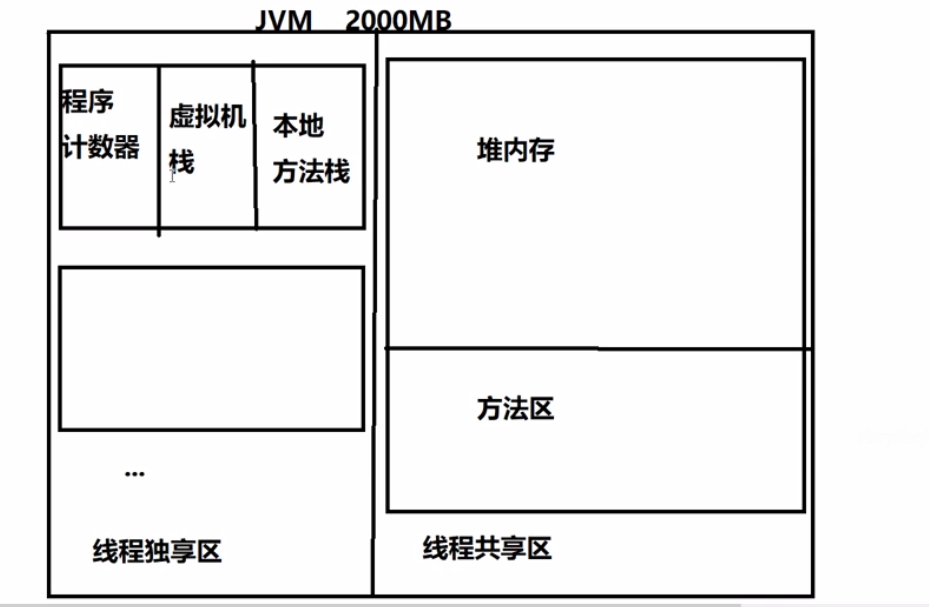 JVM 2000MB
程序
计数器
虚拟机
栈
本地
方法栈
堆内存
方法区
...
线程独享区
线程共享区